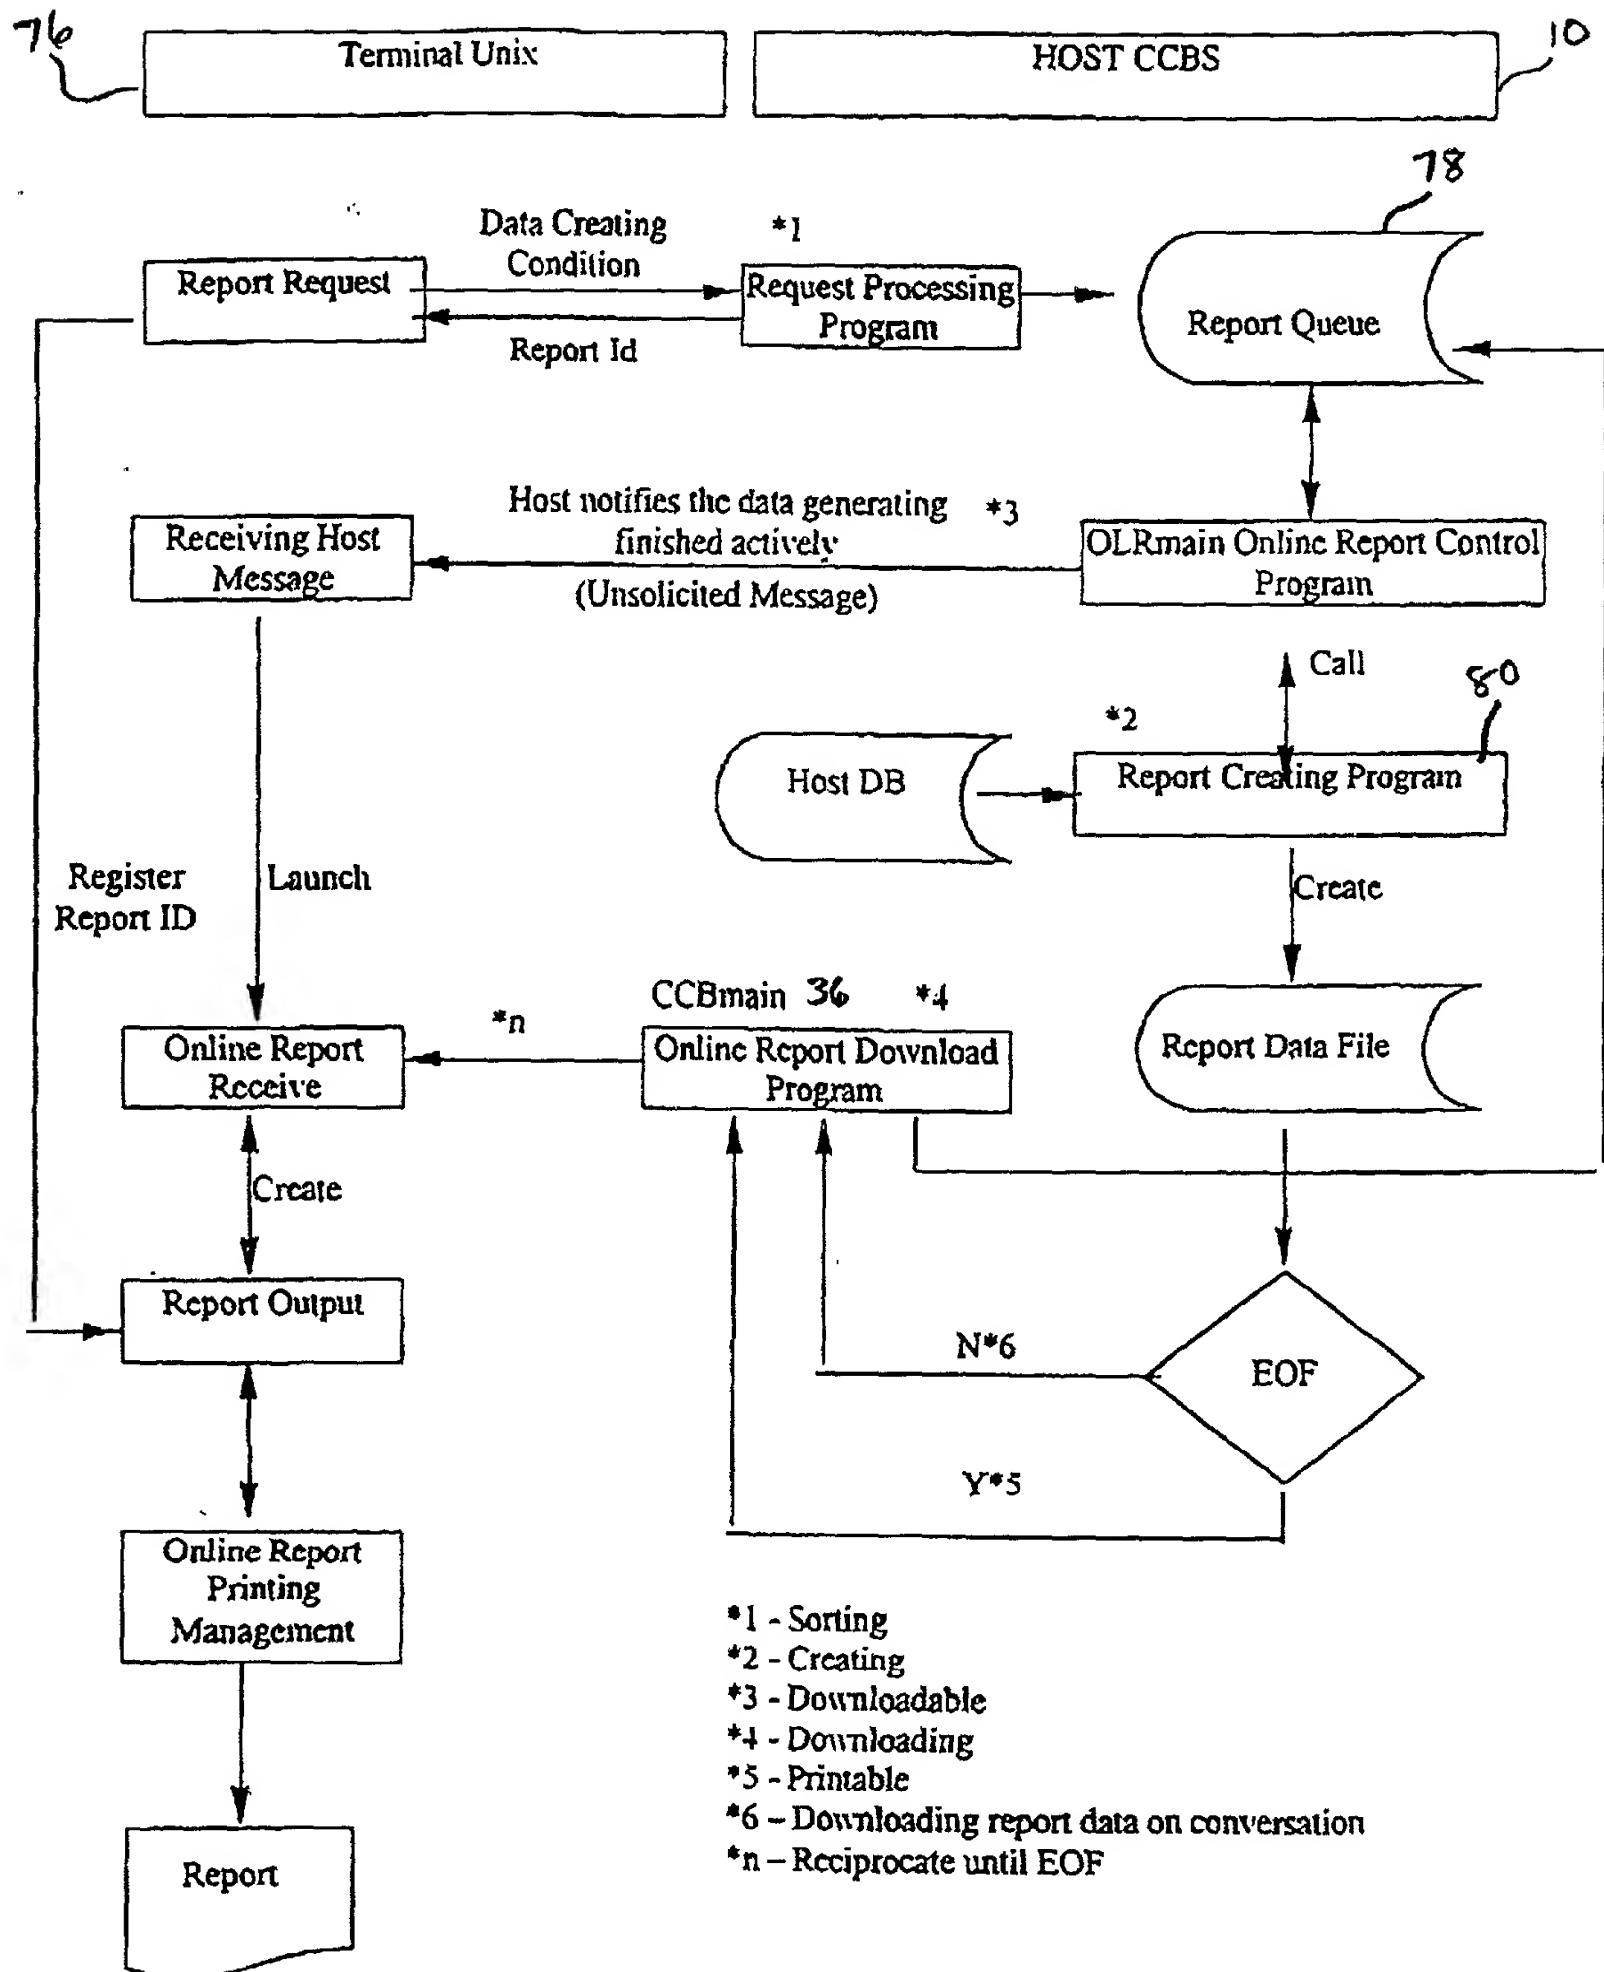 76
Terminal Unix
HOST CCBS
10
78
Data Creating
Condition
*1
Report Request
Request Processing
Program
Report Id
Report Queue
Host notifies the data generating
finished actively
*3
(Unsolicited Message)
Receiving Host
Message
OLRmain Online Report Control
Program
Call
80
*2
Host DB
Report Creating Program
Register
Report ID
Launch
Create
CCBmain 36 *4
*n
Online Report
Receive
Online Report Download
Program
Report Data File
Create
Report Output
N*6
EOF
Y*5
Online Report
Printing
Management
*1 - Sorting
*2 - Creating
*3 - Downloadable
*4 - Downloading
*5 - Printable
*6 – Downloading report data on conversation
*n – Reciprocate until EOF
Report